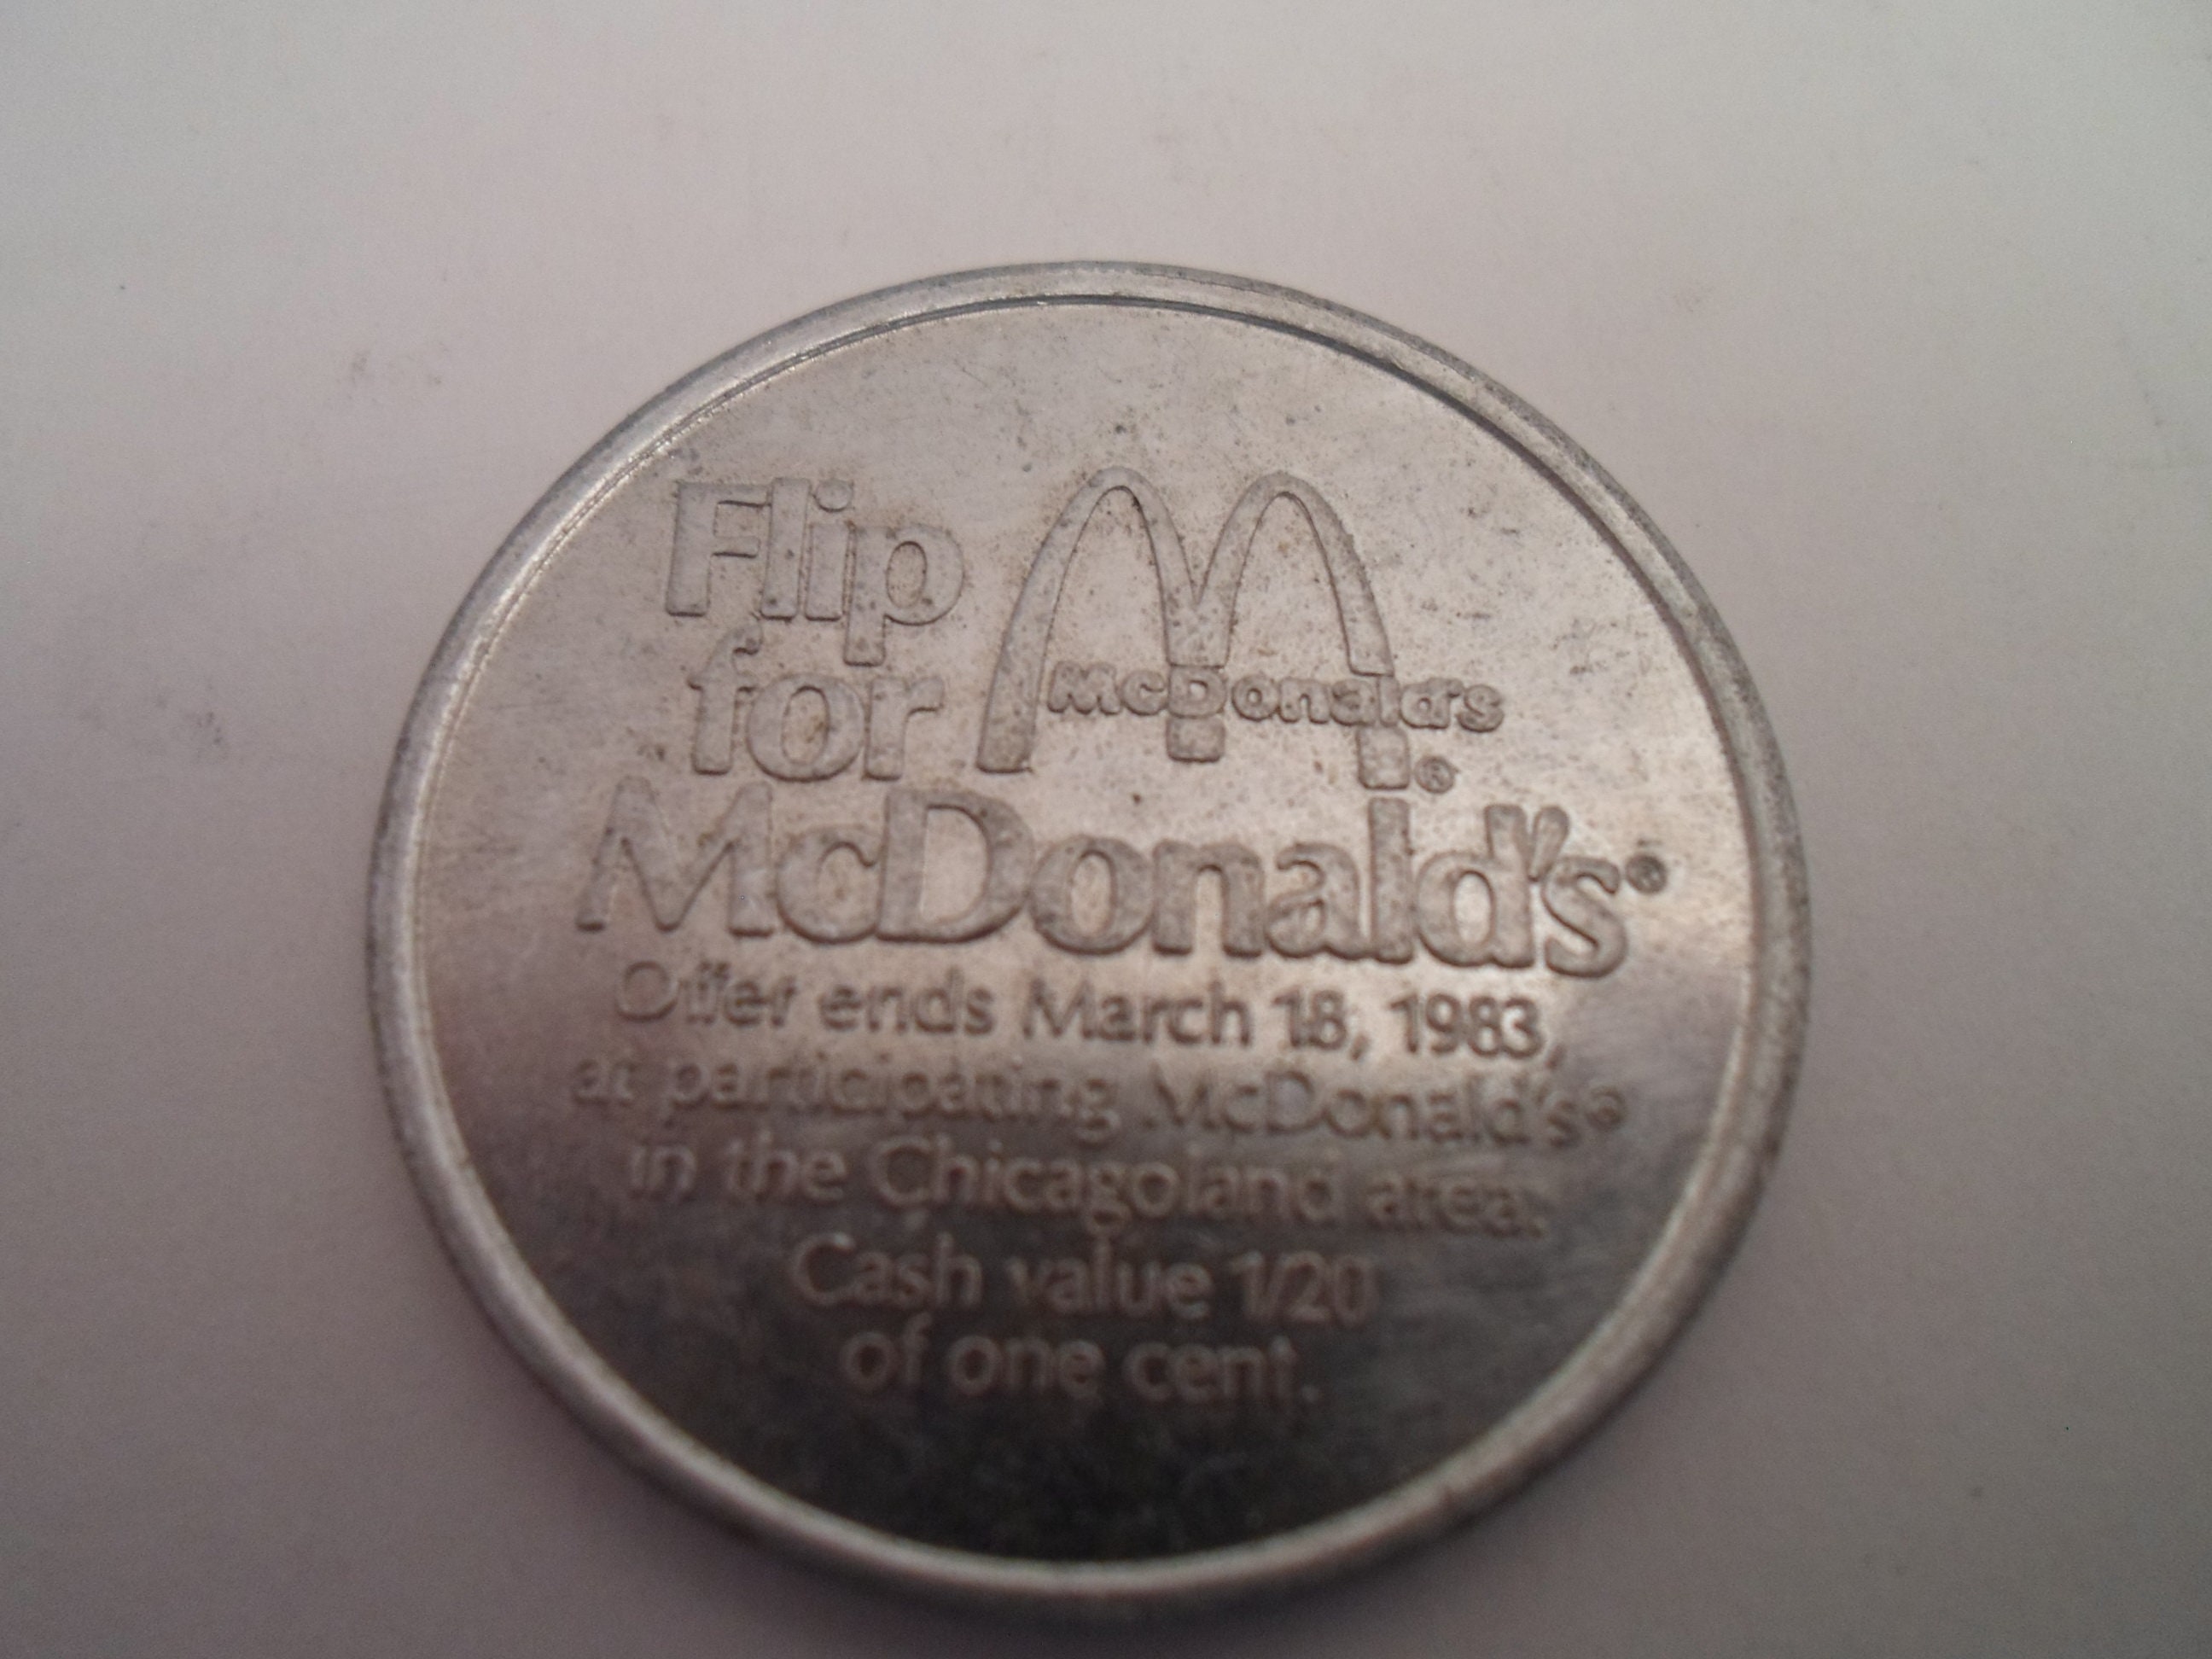 Flip
for
McDonald's®
McDonald's®
Offer ends March 18, 1983,
at participating McDonald's®
in the Chicagoland area.
Cash value 1/20
of one cent.